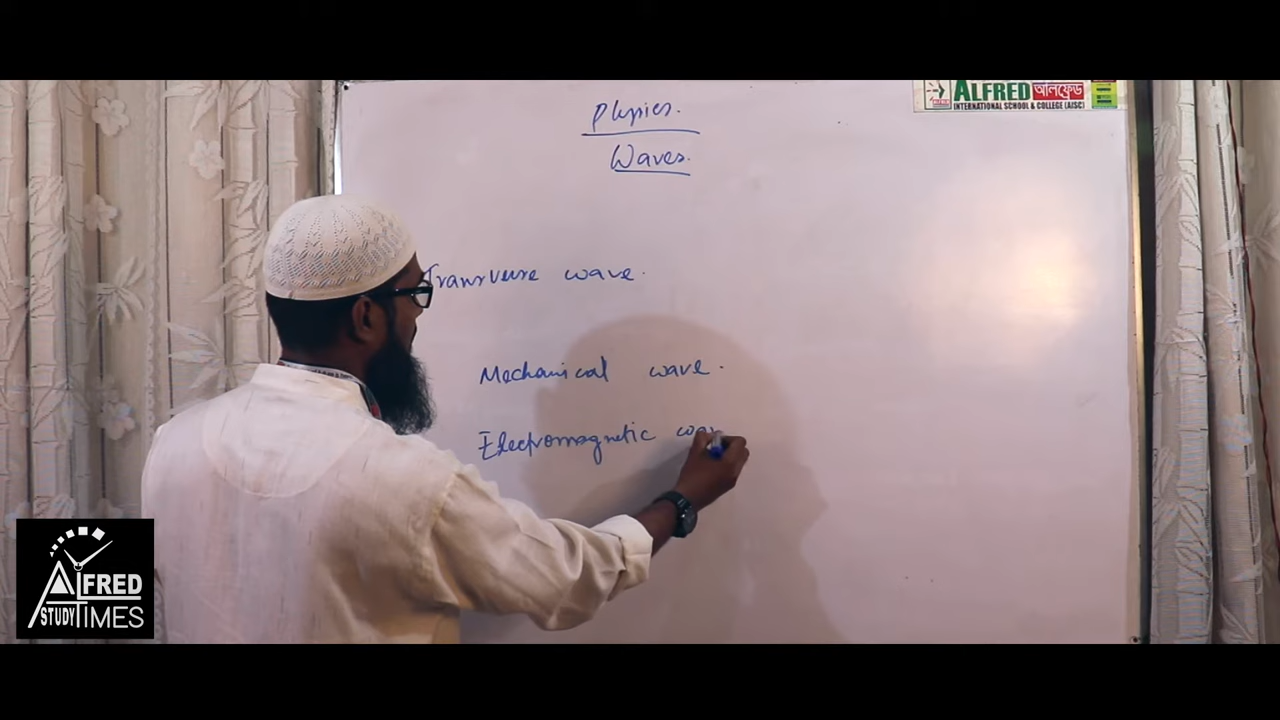 ALFRED আলফ্রেড
INTERNATIONAL SCHOOL & COLLEGE (AISC)
Physics.
Waves.
Transverse wave.
Mechanical wave.
Electromagnetic wav
ALFRED
STUDY TIMES